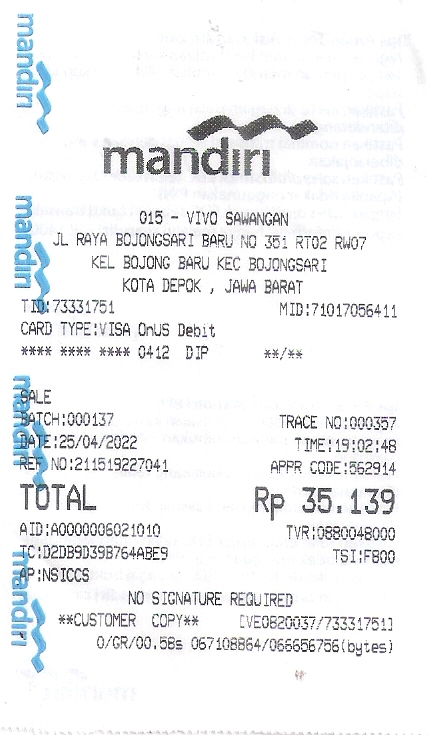 mandiri
015 - VIVO SAWANGAN
JL RAYA BOJONGSARI BARU NO 351 RT02 RW07
KEL BOJONG BARU KEC BOJONGSARI
KOTA DEPOK , JAWA BARAT
TID:73331751 MID:71017056411
CARD TYPE:VISA OnUS Debit
**** **** **** 0412 DIP **/**
SALE
BATCH:000137 TRACE NO:000357
DATE:25/04/2022 TIME:19:02:48
REF NO:211519227041 APPR CODE:562914
TOTAL Rp 35.139
AID:A0000006021010 TVR:0880048000
TC:D2DB9D39B764ABE9 TSI:F800
AP:NSICCS
NO SIGNATURE REQUIRED
**CUSTOMER COPY** [VE0820037/73331751]
0/GR/00.58s 067108864/066656756(bytes)
mandiri
mandiri
mandiri
mandiri